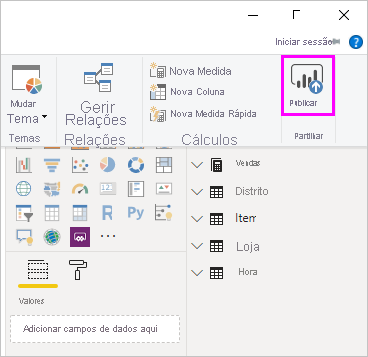 Iniciar sessão
Mudar
Tema
Temas
Gerir
Relações
Relações
Nova Medida
Nova Coluna
Nova Medida Rápida
Cálculos
Publicar
Partilhar
Vendas
Distrito
Item
Loja
Hora
123
R
Py
Valores
Adicionar campos de dados aqui